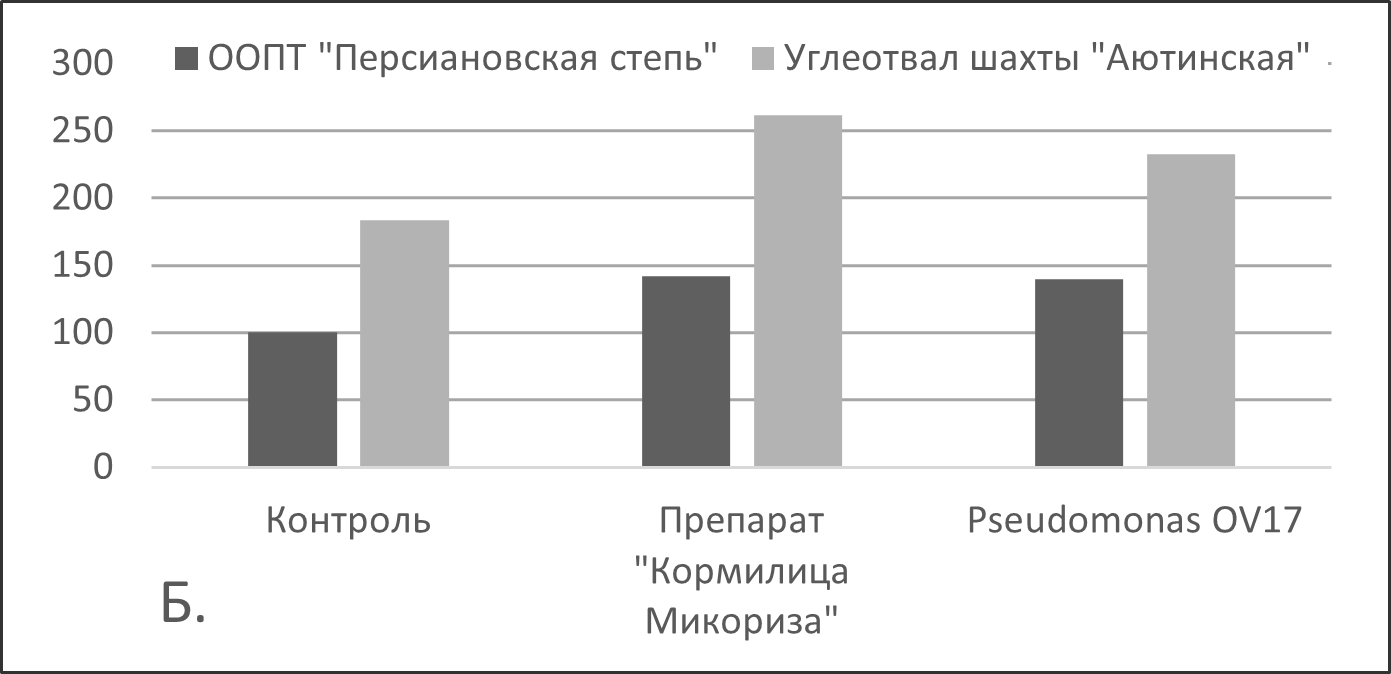 ООПТ "Персиановская степь" Углеотвал шахты "Аютинская"
300
250
200
150
100
50
0
Контроль
Препарат
"Кормилица
Микориза"
Pseudomonas OV17
Б.